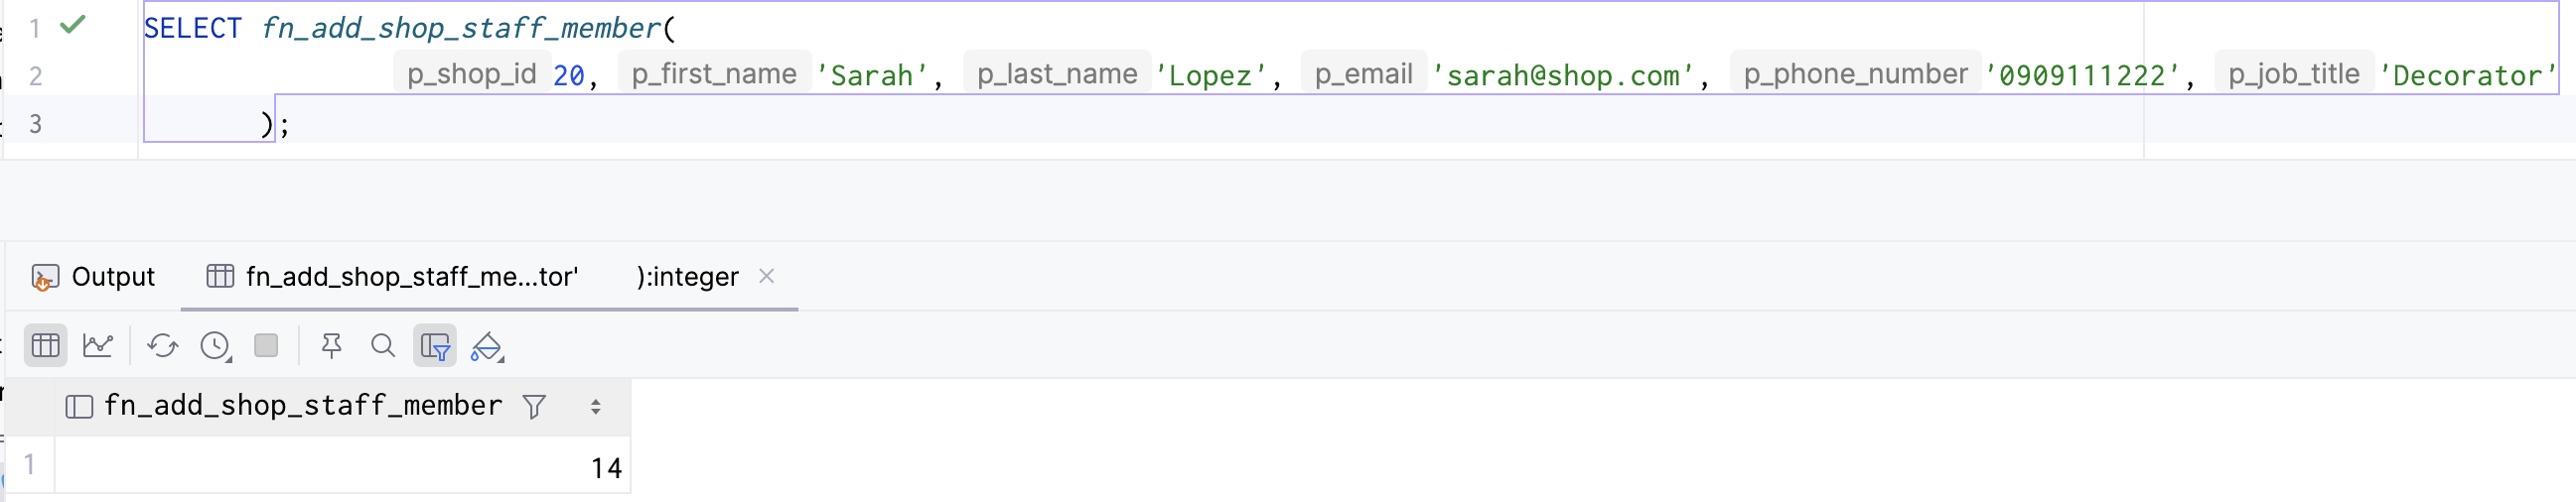 1 SELECT fn_add_shop_staff_member(
2 p_shop_id 20, p_first_name 'Sarah', p_last_name 'Lopez', p_email 'sarah@shop.com', p_phone_number '0909111222', p_job_title 'Decorator'
3 );
Output fn_add_shop_staff_me...tor' ):integer
fn_add_shop_staff_member
1 14